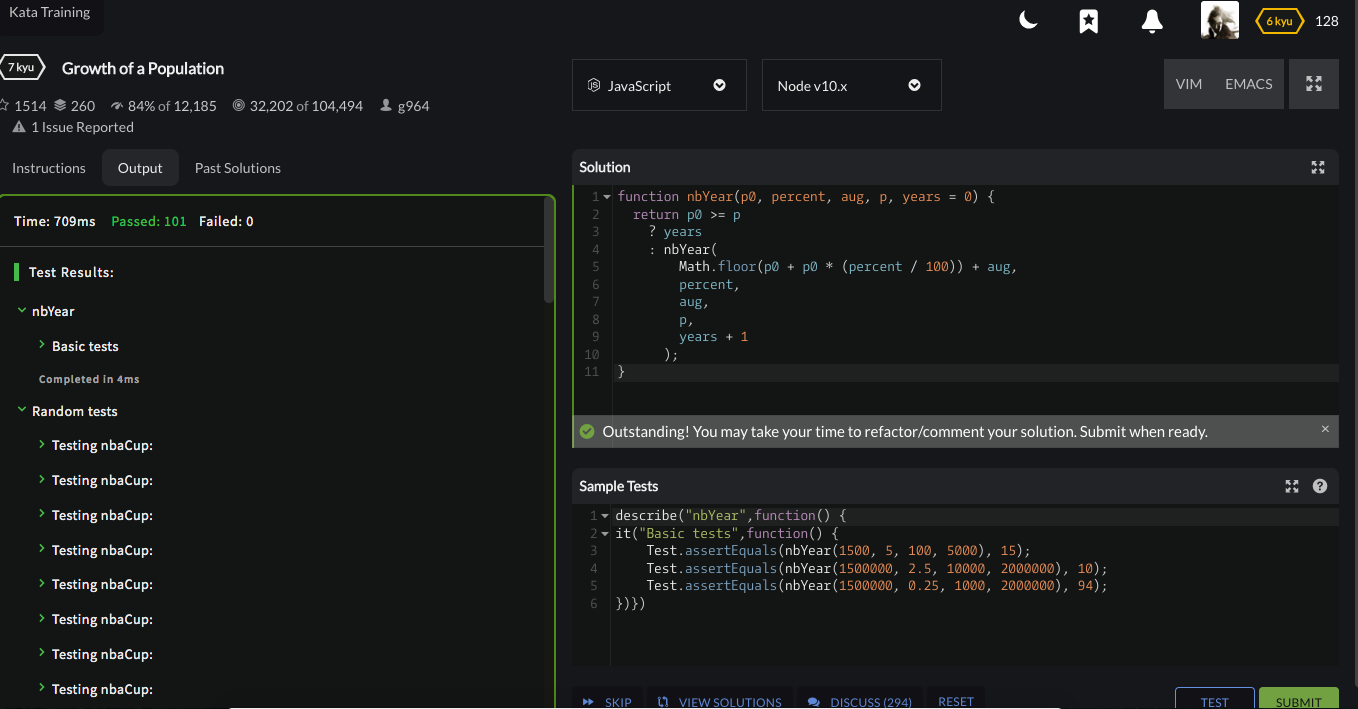 Kata Training
6 kyu 128
7 kyu Growth of a Population
1514 260 84% of 12,185 32,202 of 104,494 g964
1 Issue Reported
Instructions Output Past Solutions
Time: 709ms Passed: 101 Failed: 0
Test Results:
nbYear
Basic tests
Completed in 4ms
Random tests
Testing nbaCup:
Testing nbaCup:
Testing nbaCup:
Testing nbaCup:
Testing nbaCup:
Testing nbaCup:
Testing nbaCup:
Testing nbaCup:
JavaScript Node v10.x VIM EMACS
Solution
1 function nbYear(p0, percent, aug, p, years = 0) {
2 return p0 >= p
3 ? years
4 : nbYear(
5 Math.floor(p0 + p0 * (percent / 100)) + aug,
6 percent,
7 aug,
8 p,
9 years + 1
10 );
11 }
Outstanding! You may take your time to refactor/comment your solution. Submit when ready. ×
Sample Tests
1 describe("nbYear",function() {
2 it("Basic tests",function() {
3 Test.assertEquals(nbYear(1500, 5, 100, 5000), 15);
4 Test.assertEquals(nbYear(1500000, 2.5, 10000, 2000000), 10);
5 Test.assertEquals(nbYear(1500000, 0.25, 1000, 2000000), 94);
6 })})
SKIP VIEW SOLUTIONS DISCUSS (294) RESET TEST SUBMIT